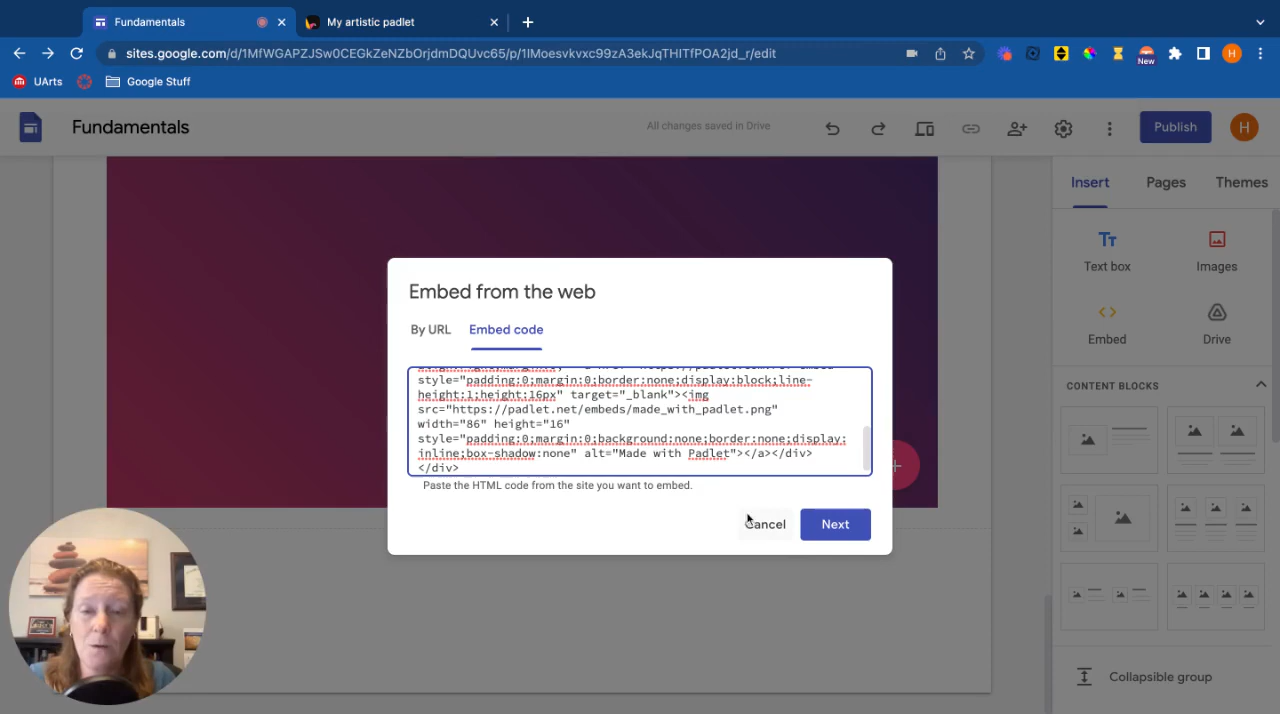 Fundamentals
My artistic padlet
sites.google.com/d/1MfWGAPZJSw0CEGkZeNZbOrjdmDQUvc65/p/1IMoesvkvxc99zA3ekJqTHITfPOA2jd_r/edit
New
H
UArts
Google Stuff
Fundamentals
All changes saved in Drive
Publish
H
Insert
Pages
Themes
Text box
Images
Embed
Drive
CONTENT BLOCKS
Collapsible group
Embed from the web
By URL
Embed code
style="padding:0;margin:0;border:none;display:block;line-
height:1;height:16px" target="_blank"><img
src="https://padlet.net/embeds/made_with_padlet.png"
width="86" height="16"
style="padding:0;margin:0;background:none;border:none;display:
inline;box-shadow:none" alt="Made with Padlet"></a></div>
</div>
Paste the HTML code from the site you want to embed.
Cancel
Next